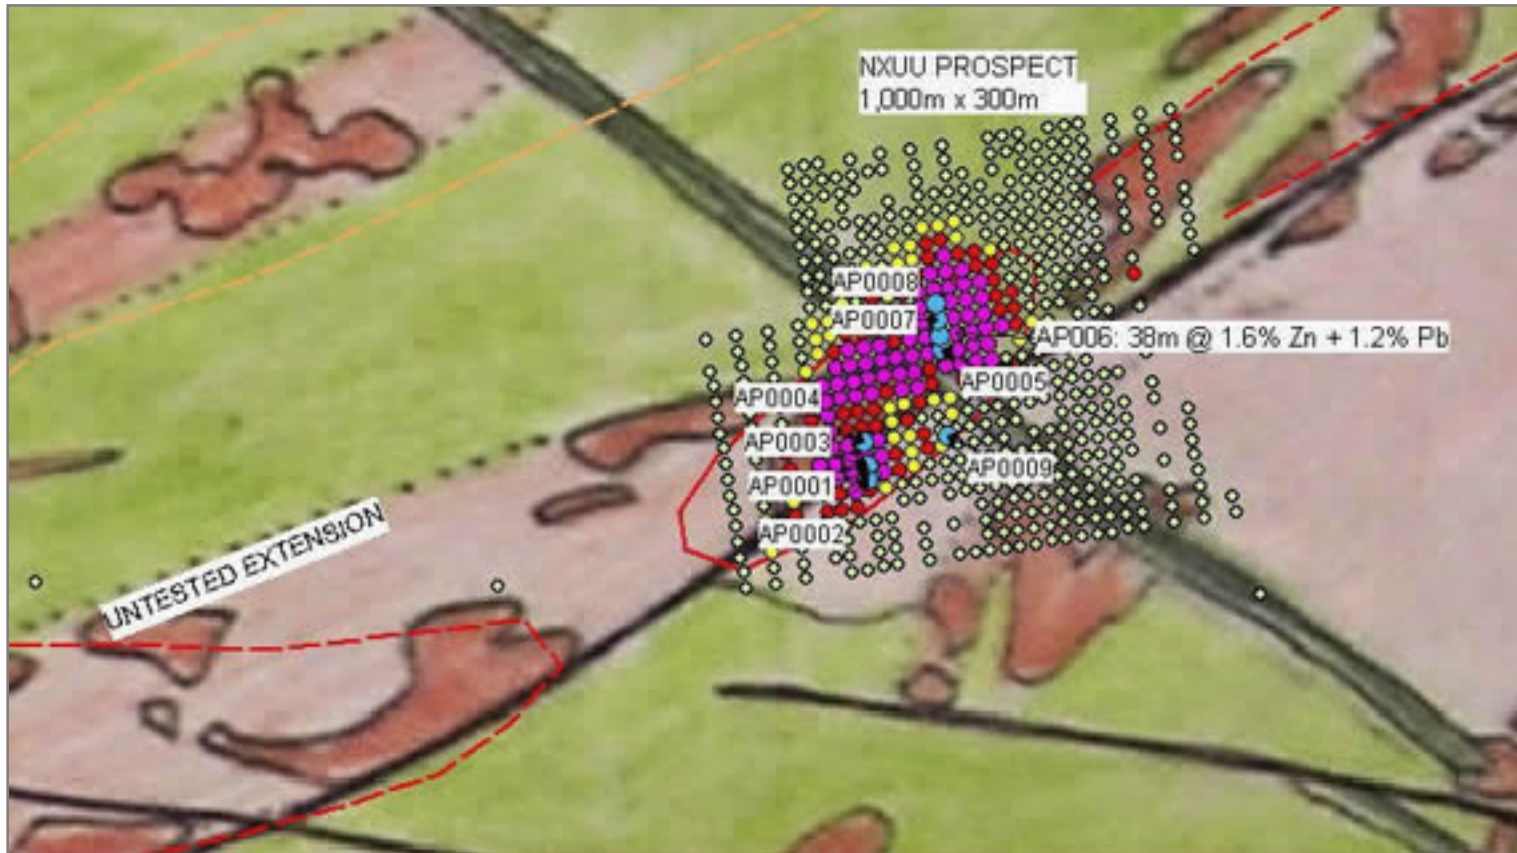 NXUU PROSPECT
1,000m x 300m
AP0008
AP0007
AP006: 38m @ 1.6% Zn + 1.2% Pb
AP0005
AP0004
AP0003
AP0009
AP0001
AP0002
UNTESTED EXTENSION